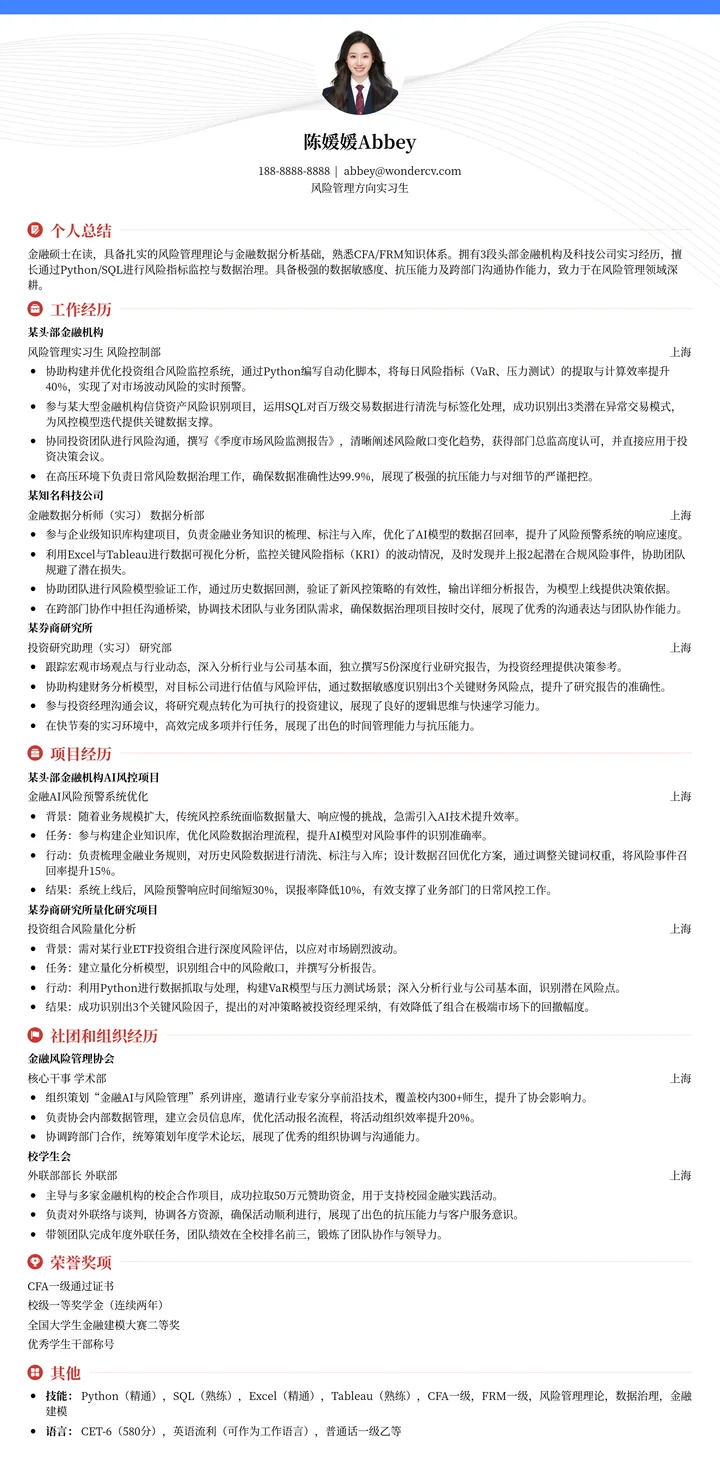 陈媛媛Abbey
188-8888-8888 | abbey@wondercv.com
风险管理方向实习生
个人总结
金融硕士在读，具备扎实的风险管理理论与金融数据分析基础，熟悉CFA/FRM知识体系。拥有3段头部金融机构及科技公司实习经历，擅
长通过Python/SQL进行风险指标监控与数据治理。具备极强的数据敏感度、抗压能力及跨部门沟通协作能力，致力于在风险管理领域深
耕。
工作经历
某头部金融机构
风险管理实习生 风险控制部 上海
• 协助构建并优化投资组合风险监控系统，通过Python编写自动化脚本，将每日风险指标（VaR、压力测试）的提取与计算效率提升
40%，实现了对市场波动风险的实时预警。
• 参与某大型金融机构信贷资产风险识别项目，运用SQL对百万级交易数据进行清洗与标签化处理，成功识别出3类潜在异常交易模式，
为风控模型迭代提供关键数据支撑。
• 协同投资团队进行风险沟通，撰写《季度市场风险监测报告》，清晰阐述风险敞口变化趋势，获得部门总监高度认可，并直接应用于投
资决策会议。
• 在高压环境下负责日常风险数据治理工作，确保数据准确性达99.9%，展现了极强的抗压能力与对细节的严谨把控。
某知名科技公司
金融数据分析师（实习） 数据分析部 上海
• 参与企业级知识库构建项目，负责金融业务知识的梳理、标注与入库，优化了AI模型的数据召回率，提升了风险预警系统的响应速度。
• 利用Excel与Tableau进行数据可视化分析，监控关键风险指标（KRI）的波动情况，及时发现并上报2起潜在合规风险事件，协助团队
规避了潜在损失。
• 协助团队进行风险模型验证工作，通过历史数据回测，验证了新风控策略的有效性，输出详细分析报告，为模型上线提供决策依据。
• 在跨部门协作中担任沟通桥梁，协调技术团队与业务团队需求，确保数据治理项目按时交付，展现了优秀的沟通表达与团队协作能力。
某券商研究所
投资研究助理（实习） 研究部 上海
• 跟踪宏观市场观点与行业动态，深入分析行业与公司基本面，独立撰写5份深度行业研究报告，为投资经理提供决策参考。
• 协助构建财务分析模型，对目标公司进行估值与风险评估，通过数据敏感度识别出3个关键财务风险点，提升了研究报告的准确性。
• 参与投资经理沟通会议，将研究观点转化为可执行的投资建议，展现了良好的逻辑思维与快速学习能力。
• 在快节奏的实习环境中，高效完成多项并行任务，展现了出色的时间管理能力与抗压能力。
项目经历
某头部金融机构AI风控项目
金融AI风险预警系统优化 上海
• 背景：随着业务规模扩大，传统风控系统面临数据量大、响应慢的挑战，急需引入AI技术提升效率。
• 任务：参与构建企业知识库，优化风险数据治理流程，提升AI模型对风险事件的识别准确率。
• 行动：负责梳理金融业务规则，对历史风险数据进行清洗、标注与入库；设计数据召回优化方案，通过调整关键词权重，将风险事件召
回率提升15%。
• 结果：系统上线后，风险预警响应时间缩短30%，误报率降低10%，有效支撑了业务部门的日常风控工作。
某券商研究所量化研究项目
投资组合风险量化分析 上海
• 背景：需对某行业ETF投资组合进行深度风险评估，以应对市场剧烈波动。
• 任务：建立量化分析模型，识别组合中的风险敞口，并撰写分析报告。
• 行动：利用Python进行数据抓取与处理，构建VaR模型与压力测试场景；深入分析行业与公司基本面，识别潜在风险点。
• 结果：成功识别出3个关键风险因子，提出的对冲策略被投资经理采纳，有效降低了组合在极端市场下的回撤幅度。
社团和组织经历
金融风险管理协会
核心干事 学术部 上海
• 组织策划“金融AI与风险管理”系列讲座，邀请行业专家分享前沿技术，覆盖校内300+师生，提升了协会影响力。
• 负责协会内部数据管理，建立会员信息库，优化活动报名流程，将活动组织效率提升20%。
• 协调跨部门合作，统筹策划年度学术论坛，展现了优秀的组织协调与沟通能力。
校学生会
外联部部长 外联部 上海
• 主导与多家金融机构的校企合作项目，成功拉取50万元赞助资金，用于支持校园金融实践活动。
• 负责对外联络与谈判，协调各方资源，确保活动顺利进行，展现了出色的抗压能力与客户服务意识。
• 带领团队完成年度外联任务，团队绩效在全校排名前三，锻炼了团队协作与领导力。
荣誉奖项
CFA一级通过证书
校级一等奖学金（连续两年）
全国大学生金融建模大赛二等奖
优秀学生干部称号
其他
• 技能： Python（精通），SQL（熟练），Excel（精通），Tableau（熟练），CFA一级，FRM一级，风险管理理论，数据治理，金融
建模
• 语言： CET-6（580分），英语流利（可作为工作语言），普通话一级乙等